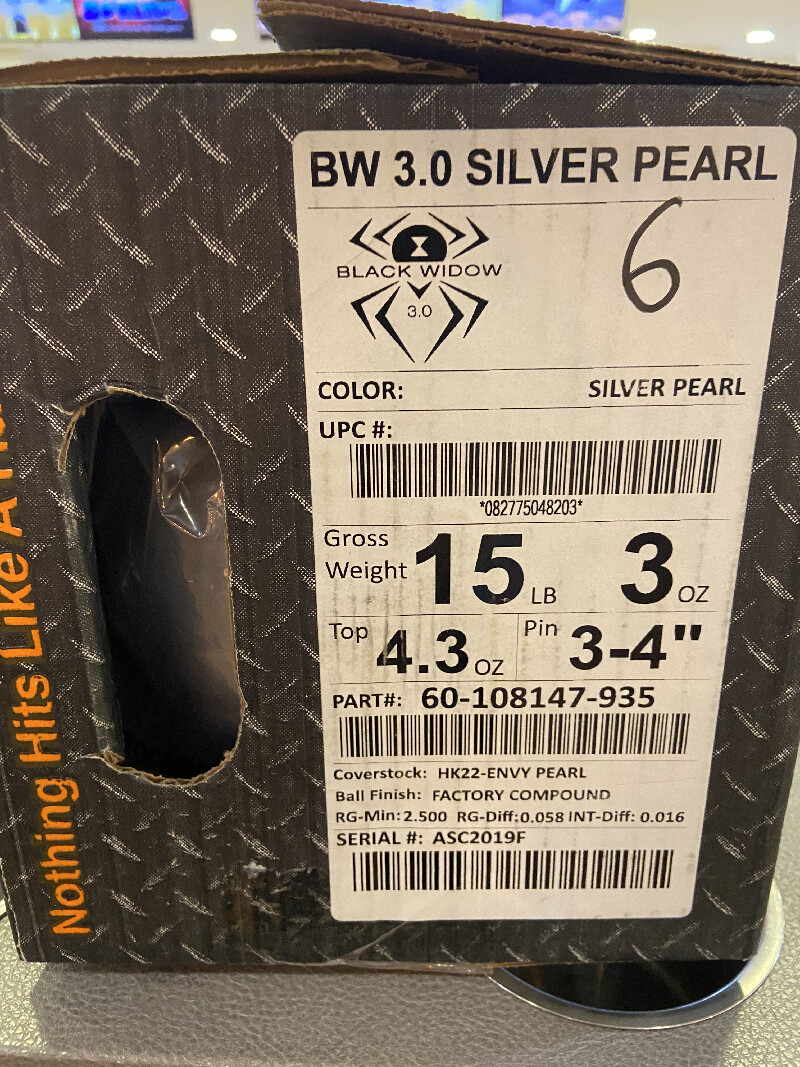 BW 3.0 SILVER PEARL
6
BLACK WIDOW
3.0
COLOR: SILVER PEARL
UPC #:
*082775048203*
Gross Weight 15 LB 3 OZ
Top 4.3 OZ Pin 3-4"
PART#: 60-108147-935
Coverstock: HK22-ENVY PEARL
Ball Finish: FACTORY COMPOUND
RG-Min: 2.500 RG-Diff:0.058 INT-Diff: 0.016
SERIAL #: ASC2019F
Nothing Hits Like A